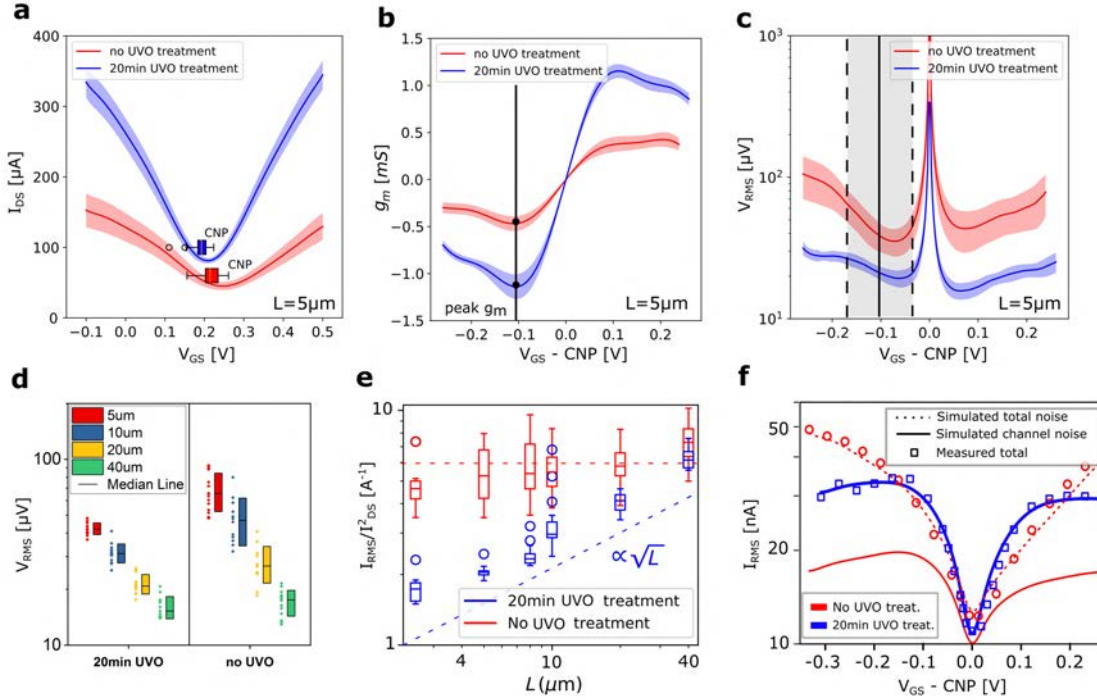 a
400
300
200
100
0
I_DS [µA]
no UVO treatment
20min UVO treatment
CNP
CNP
L=5µm
-0.1 0.0 0.1 0.2 0.3 0.4 0.5
V_GS [V]
b
1.5
1.0
0.5
0.0
-0.5
-1.0
-1.5
g_m [mS]
no UVO treatment
20min UVO treatment
peak g_m
L=5µm
-0.2 -0.1 0.0 0.1 0.2
V_GS - CNP [V]
c
10³
10²
10¹
V_RMS [µV]
no UVO treatment
20min UVO treatment
L=5µm
-0.2 -0.1 0.0 0.1 0.2
V_GS - CNP [V]
d
100
10
V_RMS [µV]
5um
10um
20um
40um
Median Line
20min UVO no UVO
e
10
1
I_RMS/I²_DS [A⁻¹]
∝√L
20min UVO treatment
No UVO treatment
4 10 40
L (µm)
f
50
20
10
I_RMS [nA]
Simulated total noise
Simulated channel noise
Measured total
No UVO treat.
20min UVO treat.
-0.3 -0.2 -0.1 0.0 0.1 0.2
V_GS - CNP [V]